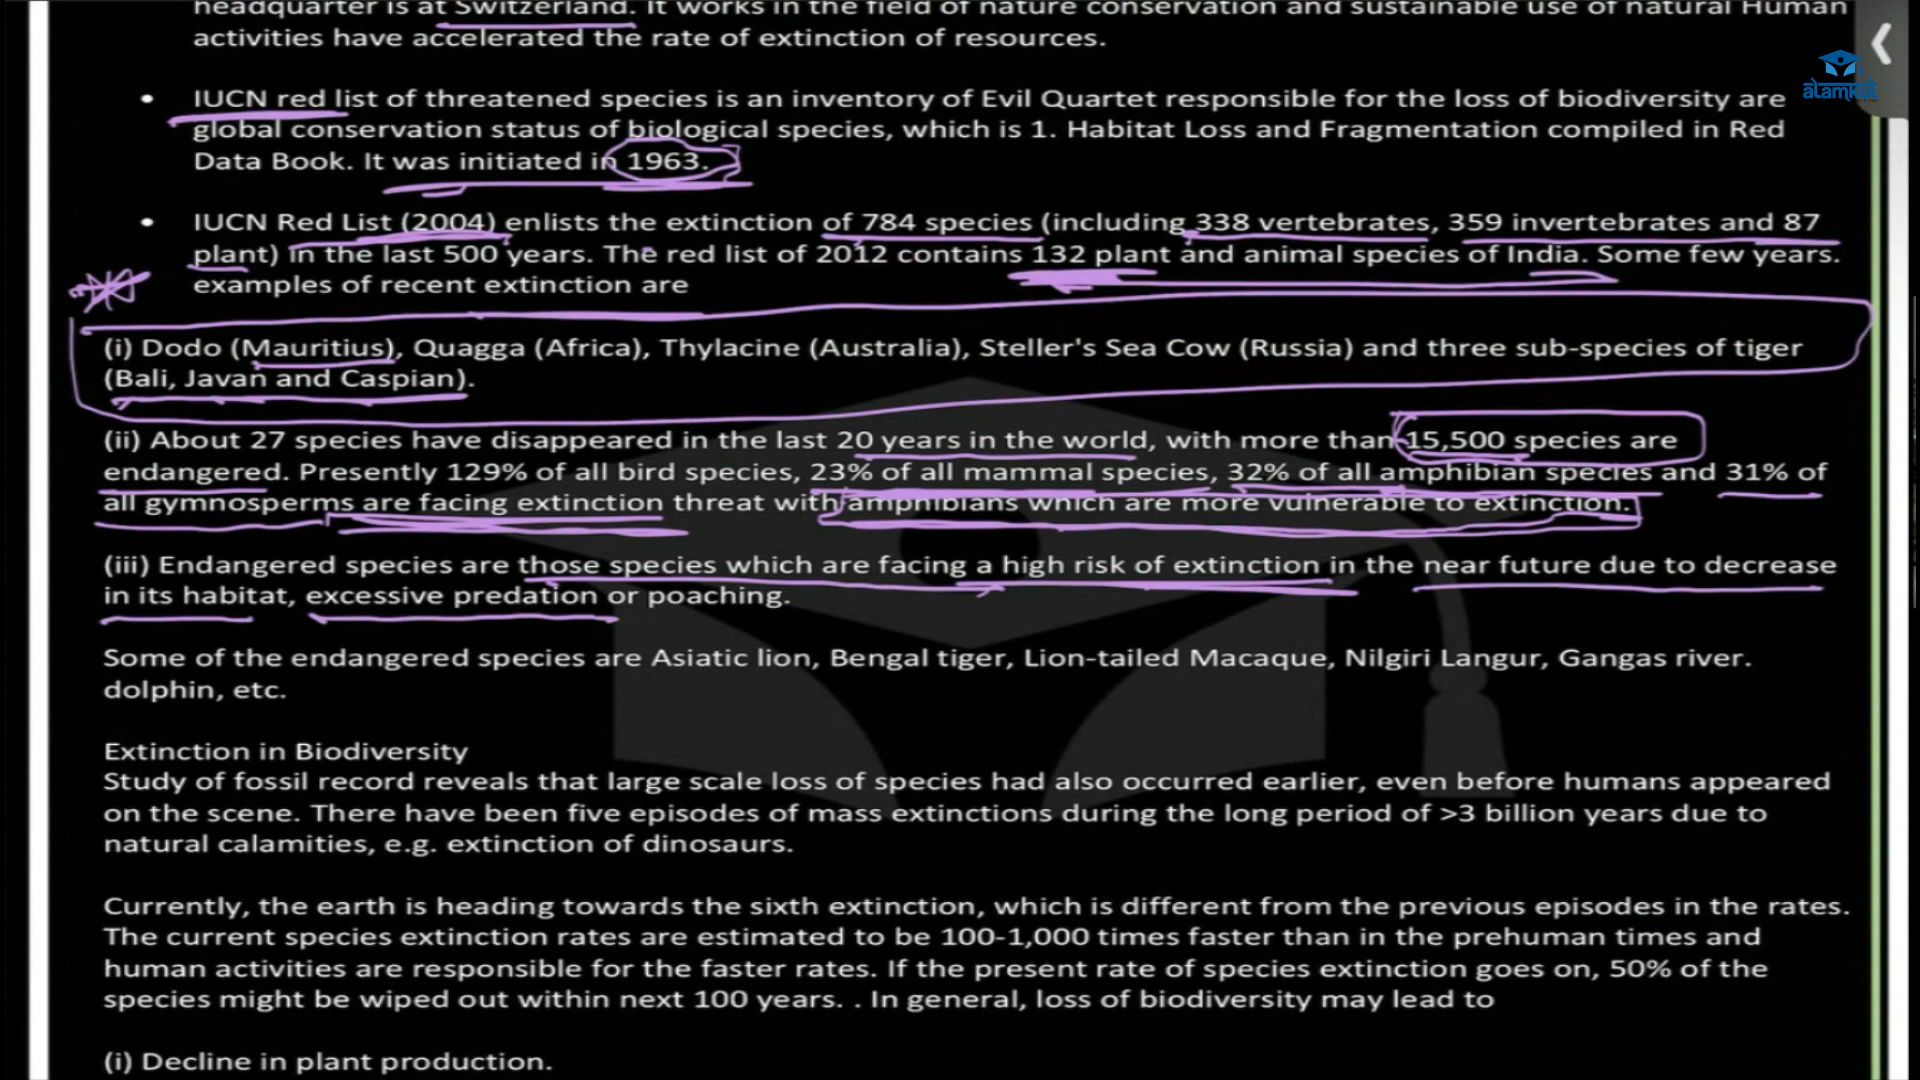 headquarter is at Switzerland. It works in the field of nature conservation and sustainable use of natural Human
activities have accelerated the rate of extinction of resources.
• IUCN red list of threatened species is an inventory of Evil Quartet responsible for the loss of biodiversity are
global conservation status of biological species, which is 1. Habitat Loss and Fragmentation compiled in Red
Data Book. It was initiated in 1963.
• IUCN Red List (2004) enlists the extinction of 784 species (including 338 vertebrates, 359 invertebrates and 87
plant) in the last 500 years. The red list of 2012 contains 132 plant and animal species of India. Some few years.
examples of recent extinction are
(i) Dodo (Mauritius), Quagga (Africa), Thylacine (Australia), Steller's Sea Cow (Russia) and three sub-species of tiger
(Bali, Javan and Caspian).
(ii) About 27 species have disappeared in the last 20 years in the world, with more than 15,500 species are
endangered. Presently 129% of all bird species, 23% of all mammal species, 32% of all amphibian species and 31% of
all gymnosperms are facing extinction threat with amphibians which are more vulnerable to extinction.
(iii) Endangered species are those species which are facing a high risk of extinction in the near future due to decrease
in its habitat, excessive predation or poaching.
Some of the endangered species are Asiatic lion, Bengal tiger, Lion-tailed Macaque, Nilgiri Langur, Gangas river.
dolphin, etc.
Extinction in Biodiversity
Study of fossil record reveals that large scale loss of species had also occurred earlier, even before humans appeared
on the scene. There have been five episodes of mass extinctions during the long period of >3 billion years due to
natural calamities, e.g. extinction of dinosaurs.
Currently, the earth is heading towards the sixth extinction, which is different from the previous episodes in the rates.
The current species extinction rates are estimated to be 100-1,000 times faster than in the prehuman times and
human activities are responsible for the faster rates. If the present rate of species extinction goes on, 50% of the
species might be wiped out within next 100 years. . In general, loss of biodiversity may lead to
(i) Decline in plant production.
alamkut